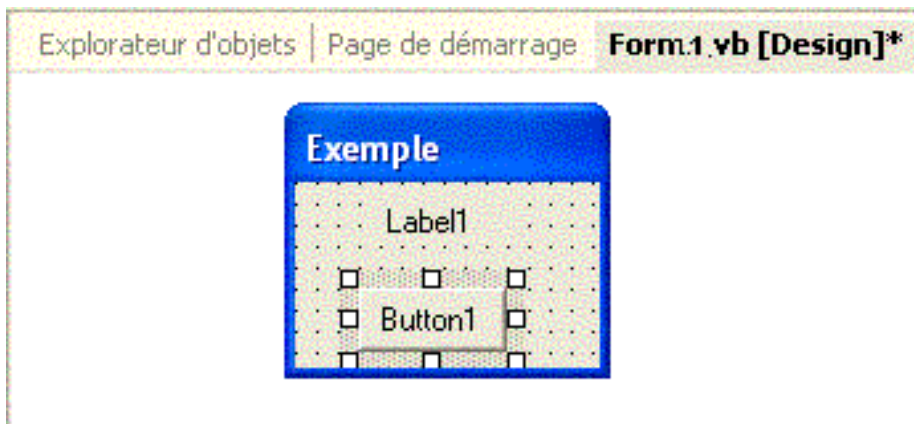 Explorateur d'objets | Page de démarrage Form1.vb [Design]*
Exemple
Label1
Button1